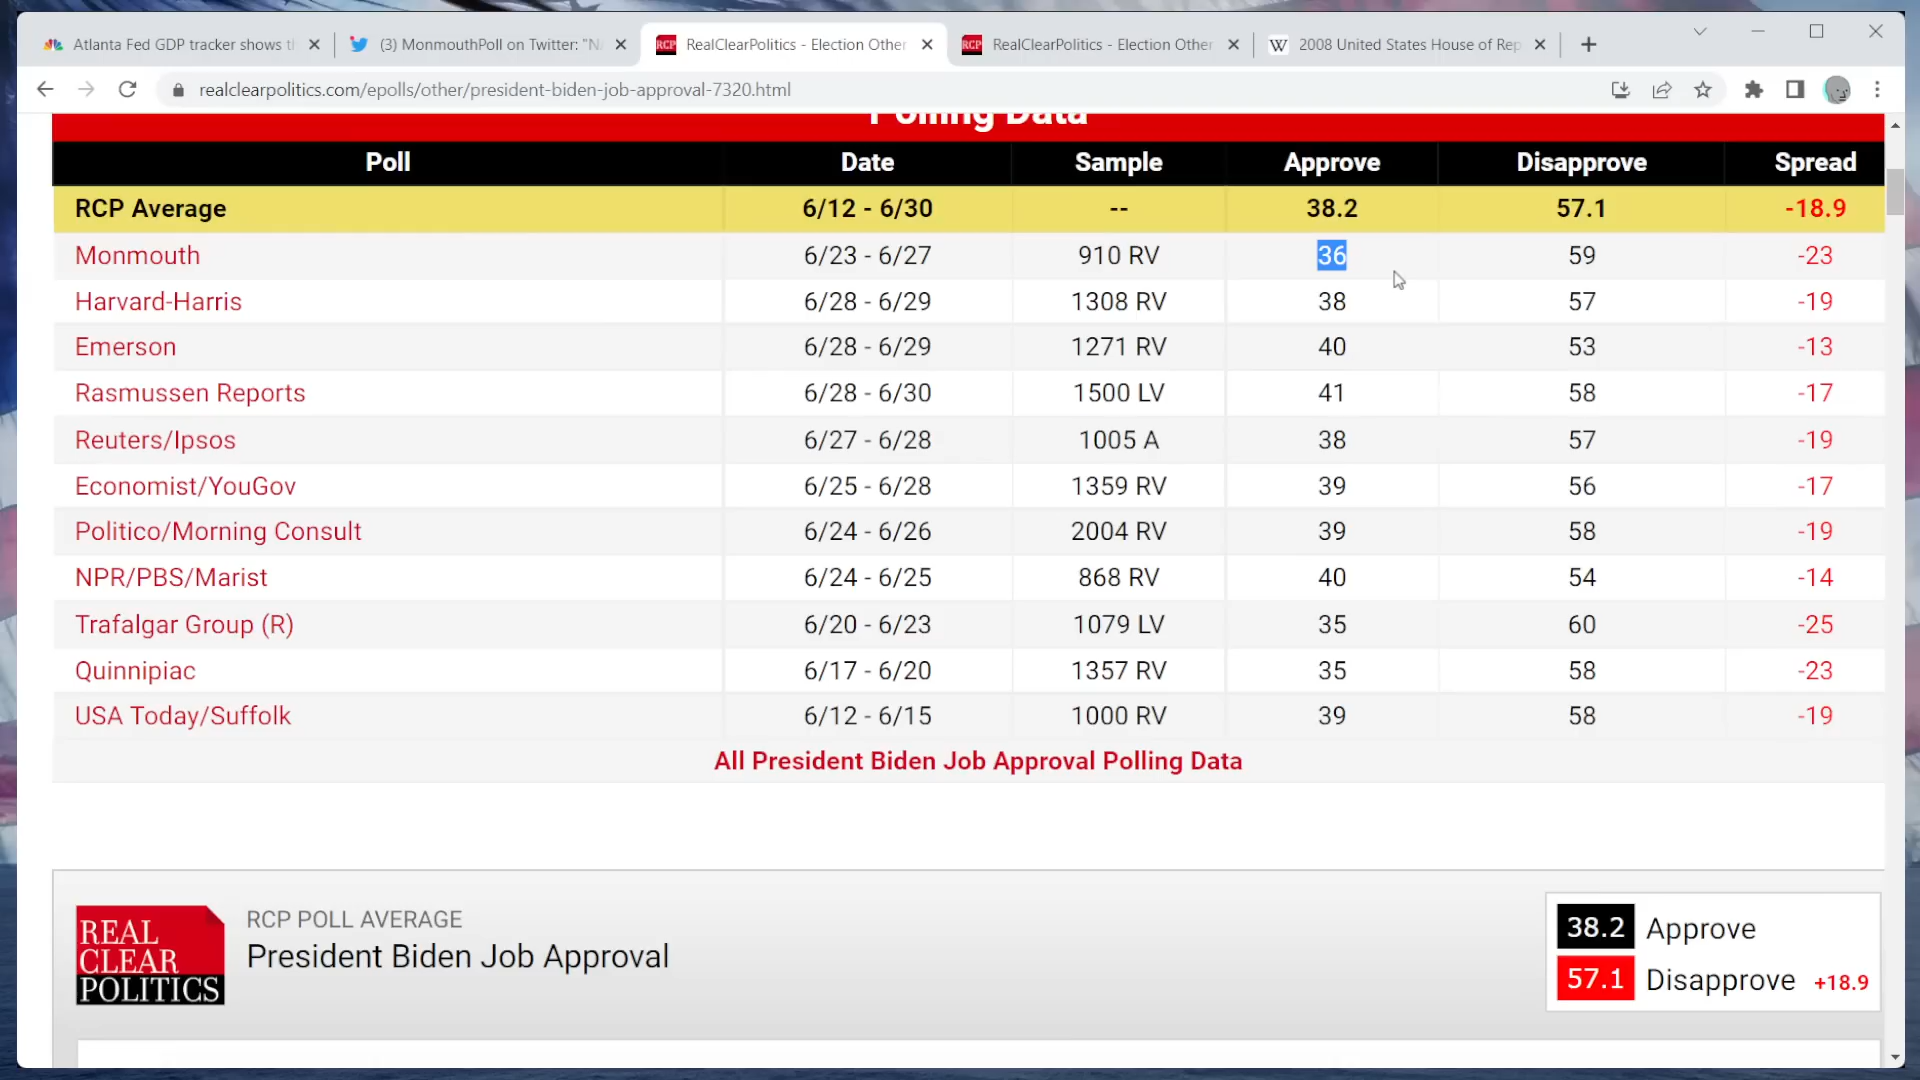 Atlanta Fed GDP tracker shows t
(3) MonmouthPoll on Twitter: "N
RealClearPolitics - Election Other
RealClearPolitics - Election Other
2008 United States House of Rep
realclearpolitics.com/epolls/other/president-biden-job-approval-7320.html
Polling Data
Poll Date Sample Approve Disapprove Spread
RCP Average 6/12 - 6/30 -- 38.2 57.1 -18.9
Monmouth 6/23 - 6/27 910 RV 36 59 -23
Harvard-Harris 6/28 - 6/29 1308 RV 38 57 -19
Emerson 6/28 - 6/29 1271 RV 40 53 -13
Rasmussen Reports 6/28 - 6/30 1500 LV 41 58 -17
Reuters/Ipsos 6/27 - 6/28 1005 A 38 57 -19
Economist/YouGov 6/25 - 6/28 1359 RV 39 56 -17
Politico/Morning Consult 6/24 - 6/26 2004 RV 39 58 -19
NPR/PBS/Marist 6/24 - 6/25 868 RV 40 54 -14
Trafalgar Group (R) 6/20 - 6/23 1079 LV 35 60 -25
Quinnipiac 6/17 - 6/20 1357 RV 35 58 -23
USA Today/Suffolk 6/12 - 6/15 1000 RV 39 58 -19
All President Biden Job Approval Polling Data
REAL
CLEAR
POLITICS
RCP POLL AVERAGE
President Biden Job Approval
38.2 Approve
57.1 Disapprove +18.9